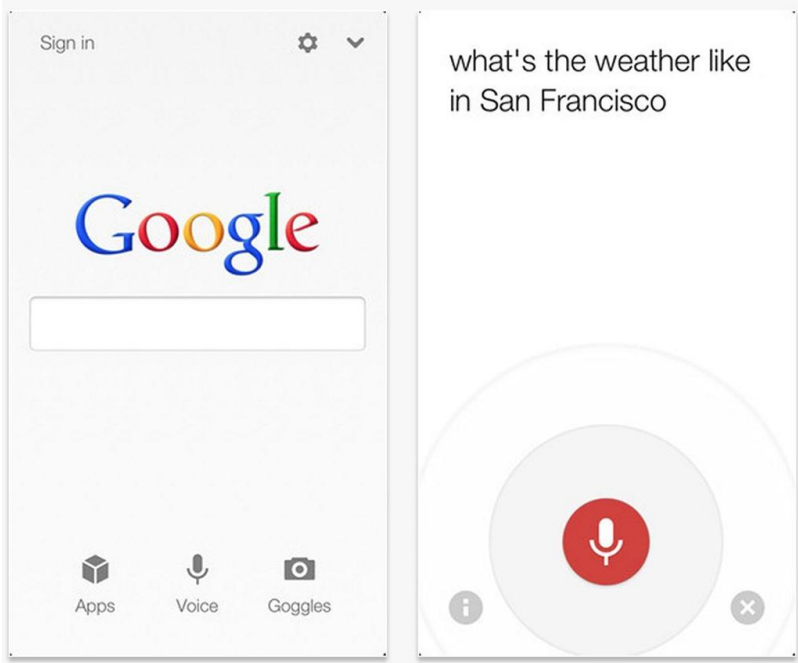 Sign in
Google
Apps
Voice
Goggles
what's the weather like
in San Francisco